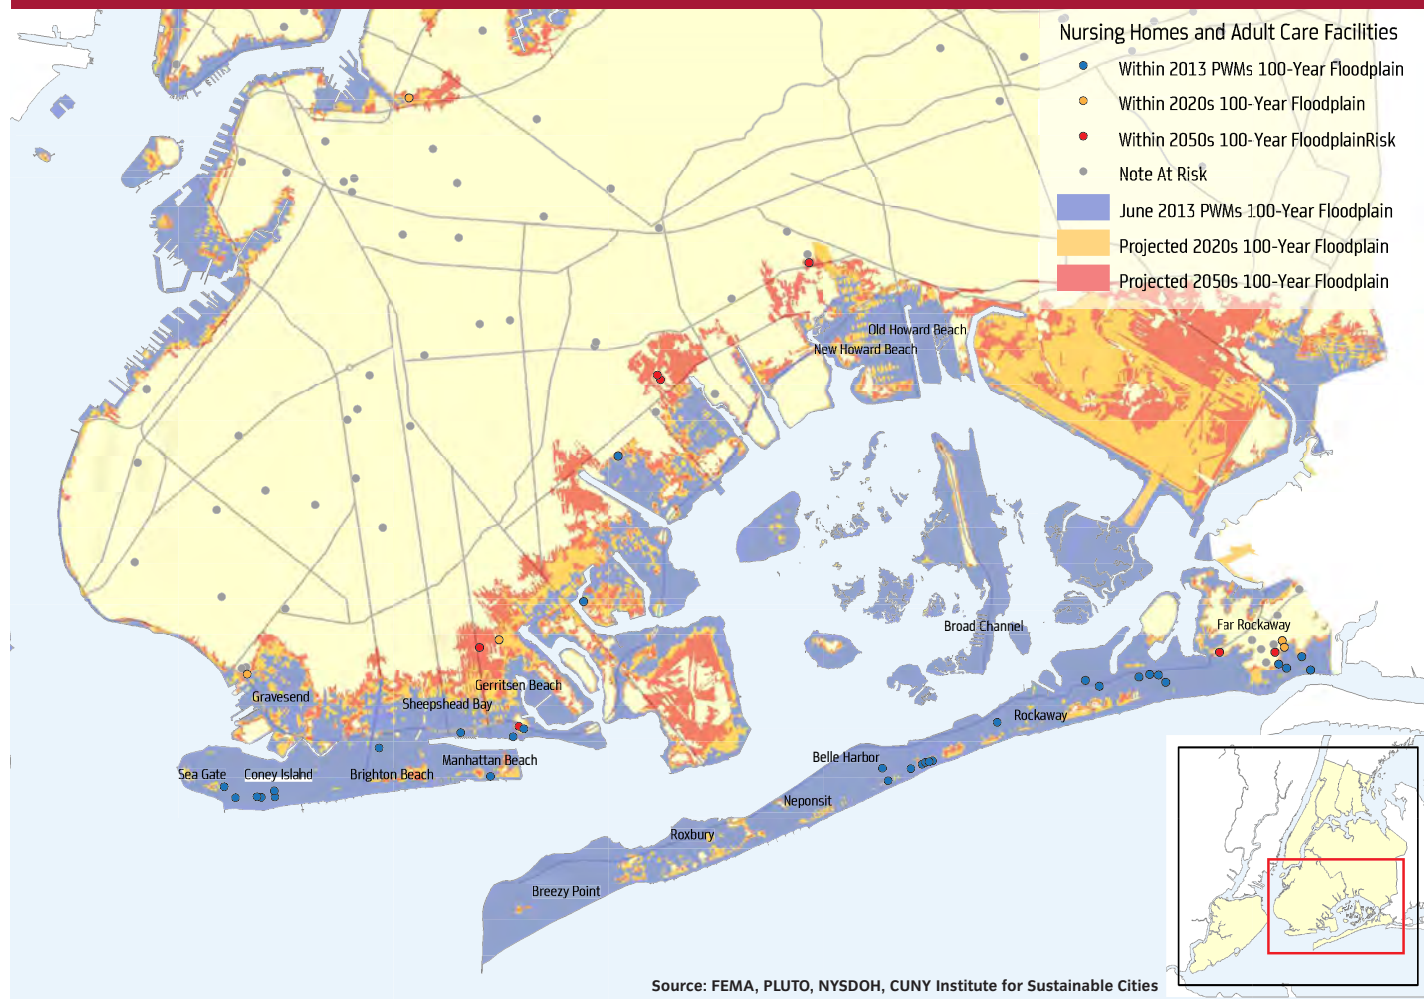 Nursing Homes and Adult Care Facilities
Within 2013 PWMs 100-Year Floodplain
Within 2020s 100-Year Floodplain
Within 2050s 100-Year FloodplainRisk
Note At Risk
June 2013 PWMs 100-Year Floodplain
Projected 2020s 100-Year Floodplain
Projected 2050s 100-Year Floodplain
Old Howard Beach
New Howard Beach
Broad Channel
Far Rockaway
Gerritsen Beach
Gravesend
Sheepshead Bay
Rockaway
Manhattan Beach
Belle Harbor
Sea Gate
Coney Islahd
Brighton Beach
Neponsit
Roxbury
Breezy Point
Source: FEMA, PLUTO, NYSDOH, CUNY Institute for Sustainable Cities